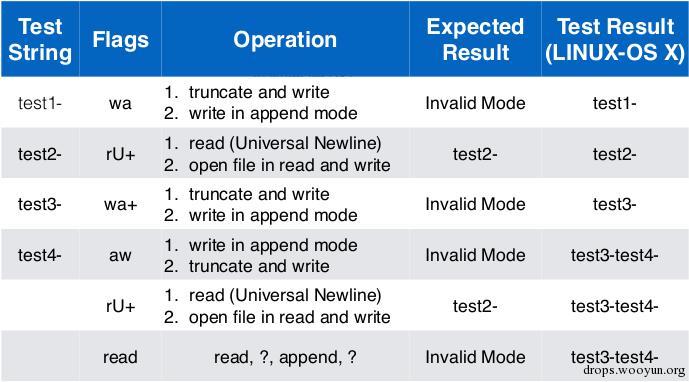 Test String Flags Operation Expected Result Test Result (LINUX-OS X)
test1- wa 1. truncate and write 2. write in append mode Invalid Mode test1-
test2- rU+ 1. read (Universal Newline) 2. open file in read and write test2- test2-
test3- wa+ 1. truncate and write 2. write in append mode Invalid Mode test3-
test4- aw 1. write in append mode 2. truncate and write Invalid Mode test3-test4-
rU+ 1. read (Universal Newline) 2. open file in read and write test2- test3-test4-
read read, ?, append, ? Invalid Mode test3-test4-
drops.wooyun.org